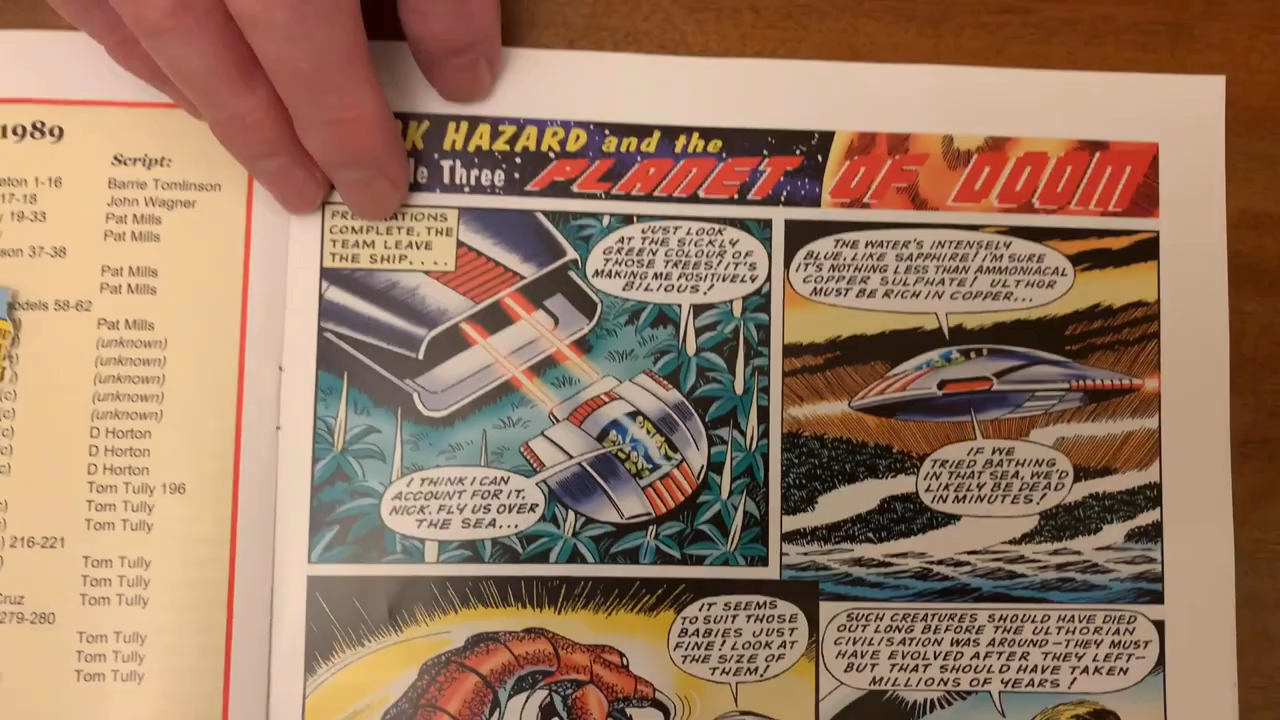 1989
Script:
eton 1-16 Barrie Tomlinson
17-18 John Wagner
19-33 Pat Mills
Pat Mills
son 37-38
Pat Mills
Pat Mills
odels 58-62
Pat Mills
(unknown)
(unknown)
(unknown)
(c) (unknown)
(c) (unknown)
(c) D Horton
(c) D Horton
(c) D Horton
Tom Tully 196
Tom Tully
Tom Tully
216-221
Tom Tully
Tom Tully
Cruz Tom Tully
279-280
Tom Tully
Tom Tully
Tom Tully
K HAZARD and the
le Three PLANET OF DOOM
PREPARATIONS
COMPLETE, THE
TEAM LEAVE
THE SHIP....
JUST LOOK
AT THE SICKLY
GREEN COLOUR OF
THOSE TREES! IT'S
MAKING ME POSITIVELY
BILIOUS!
I THINK I CAN
ACCOUNT FOR IT,
NICK. FLY US OVER
THE SEA...
THE WATER'S INTENSELY
BLUE, LIKE SAPPHIRE! I'M SURE
IT'S NOTHING LESS THAN AMMONIACAL
COPPER SULPHATE! ULTHOR
MUST BE RICH IN COPPER...
IF WE
TRIED BATHING
IN THAT SEA, WE'D
LIKELY BE DEAD
IN MINUTES!
IT SEEMS
TO SUIT THOSE
BABIES JUST
FINE! LOOK AT
THE SIZE OF
THEM!
SUCH CREATURES SHOULD HAVE DIED
OUT LONG BEFORE THE ULTHORIAN
CIVILISATION WAS AROUND—THEY MUST
HAVE EVOLVED AFTER THEY LEFT—
BUT THAT SHOULD HAVE TAKEN
MILLIONS OF YEARS!